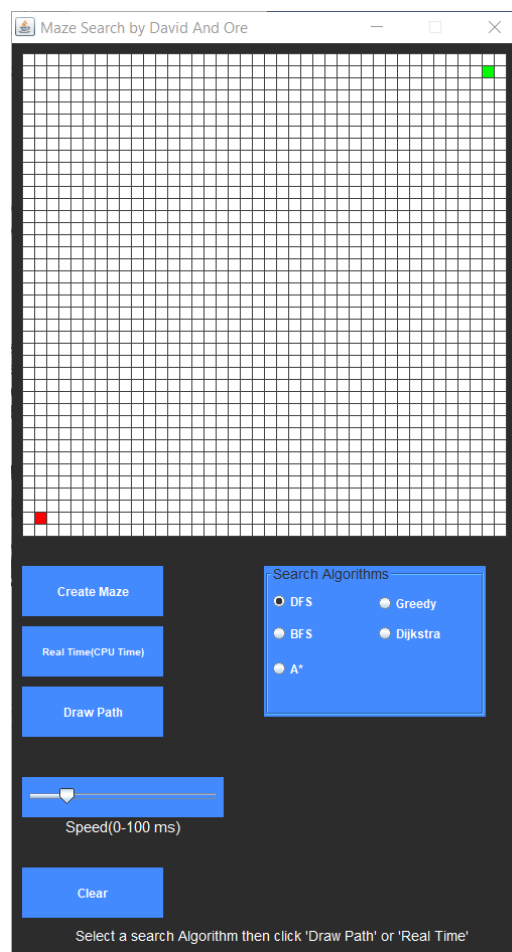 Maze Search by David And Ore
Create Maze
Real Time(CPU Time)
Draw Path
Search Algorithms
DFS
Greedy
BFS
Dijkstra
A*
Speed(0-100 ms)
Clear
Select a search Algorithm then click 'Draw Path' or 'Real Time'